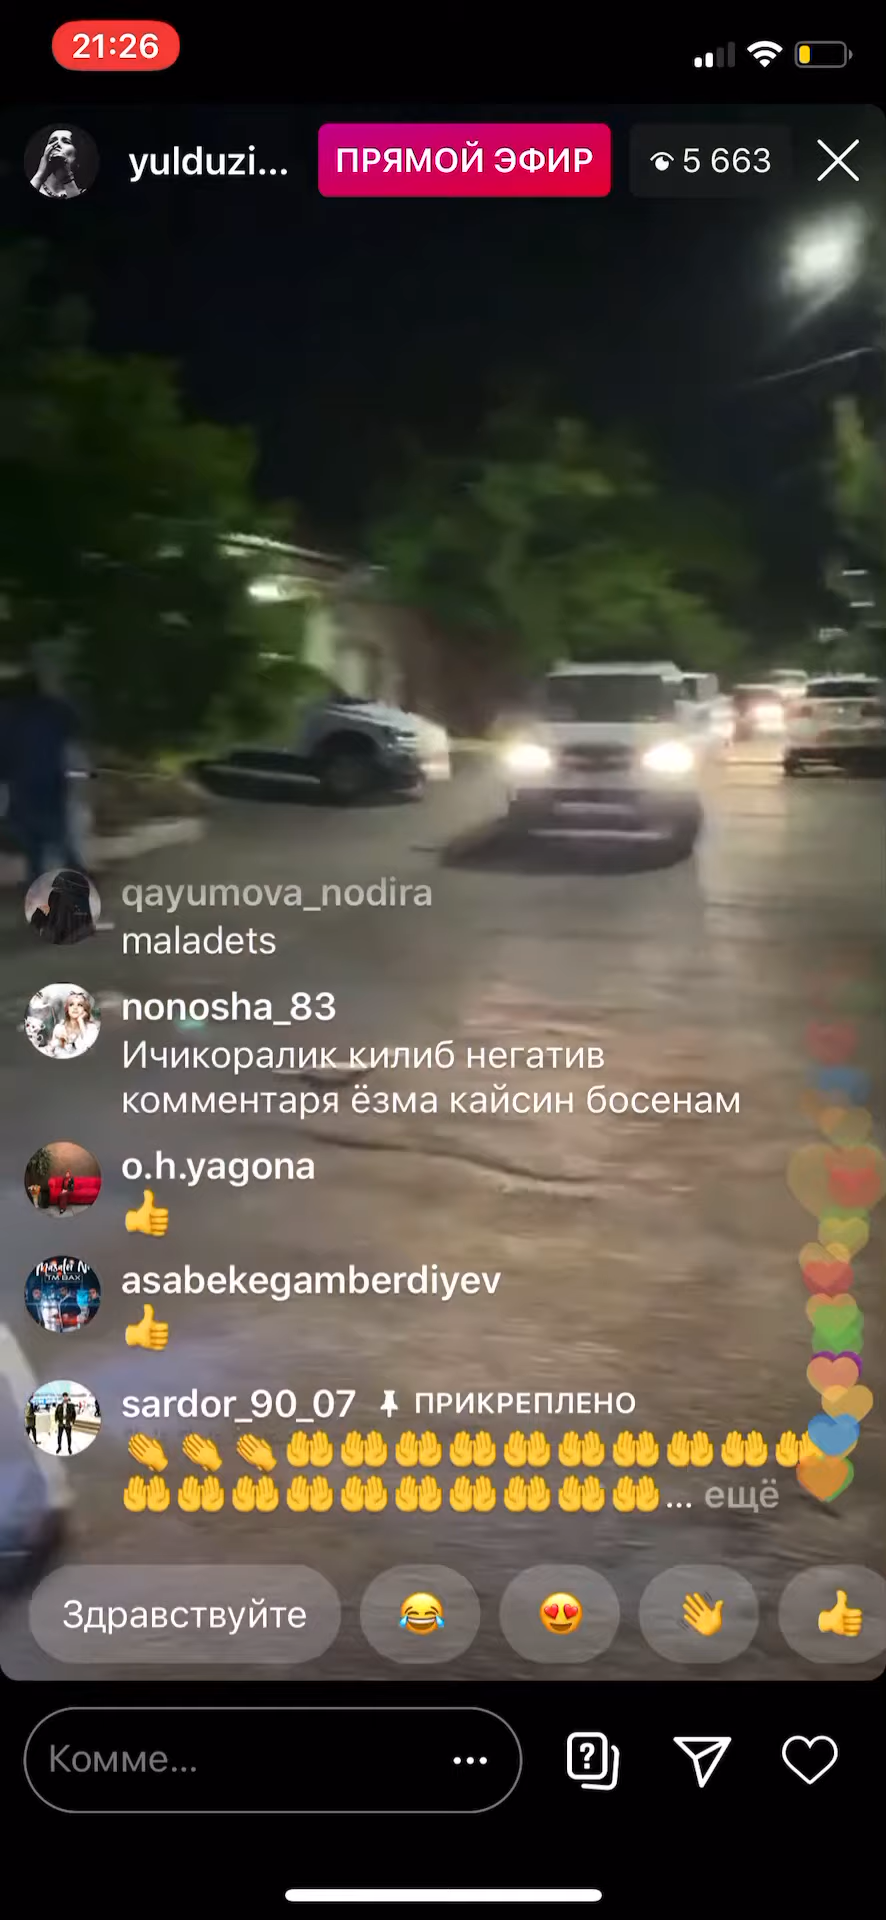 21:26
yulduzi...
ПРЯМОЙ ЭФИР
5 663
qayumova_nodira
maladets
nonosha_83
Ичикоралик килиб негатив
комментаря ёзма кайсин босенам
o.h.yagona
👍
asabekegamberdiyev
👍
sardor_90_07 ПРИКРЕПЛЕНО
👏👏👏🤲🤲🤲🤲🤲🤲🤲🤲🤲🤲
🤲🤲🤲🤲🤲🤲🤲🤲🤲🤲... ещё
Здравствуйте 😂 😍 👋 👍
Комме...